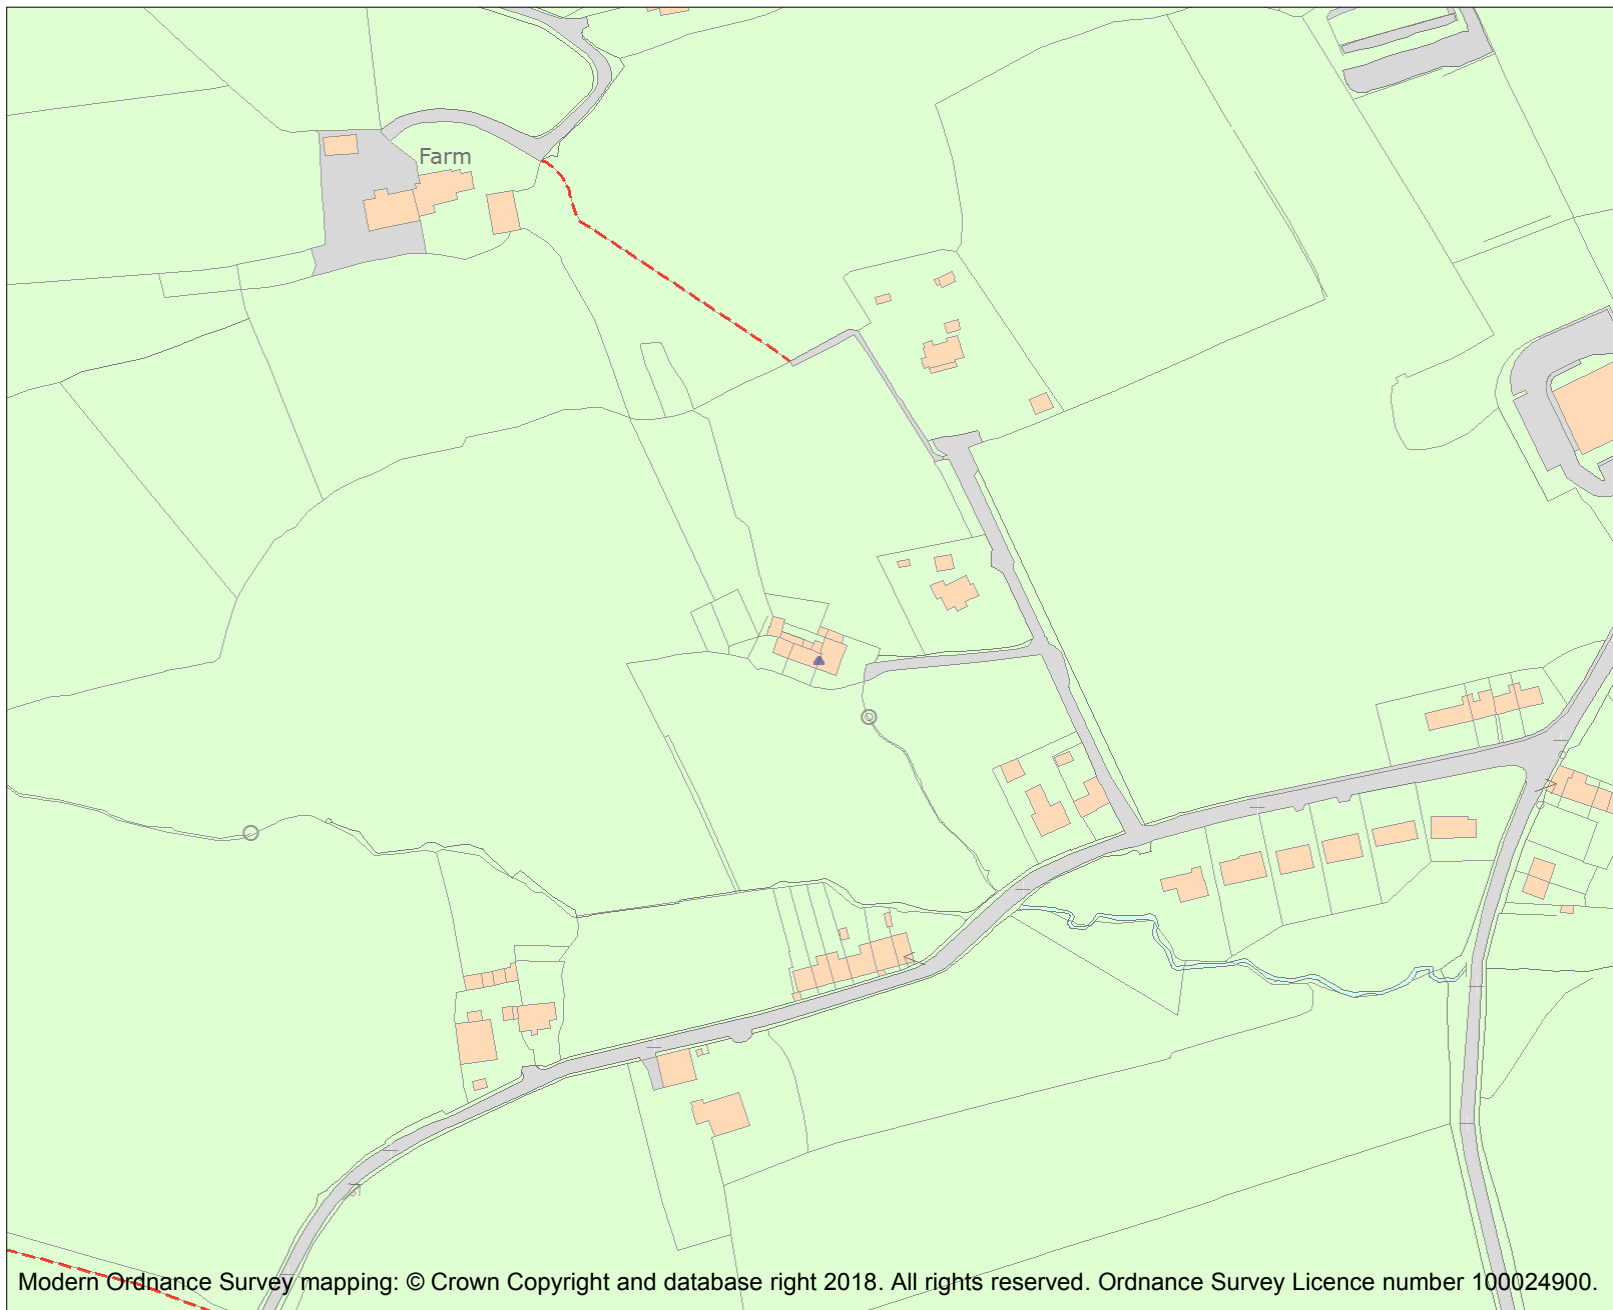 Farm
Modern Ordnance Survey mapping: © Crown Copyright and database right 2018. All rights reserved. Ordnance Survey Licence number 100024900.